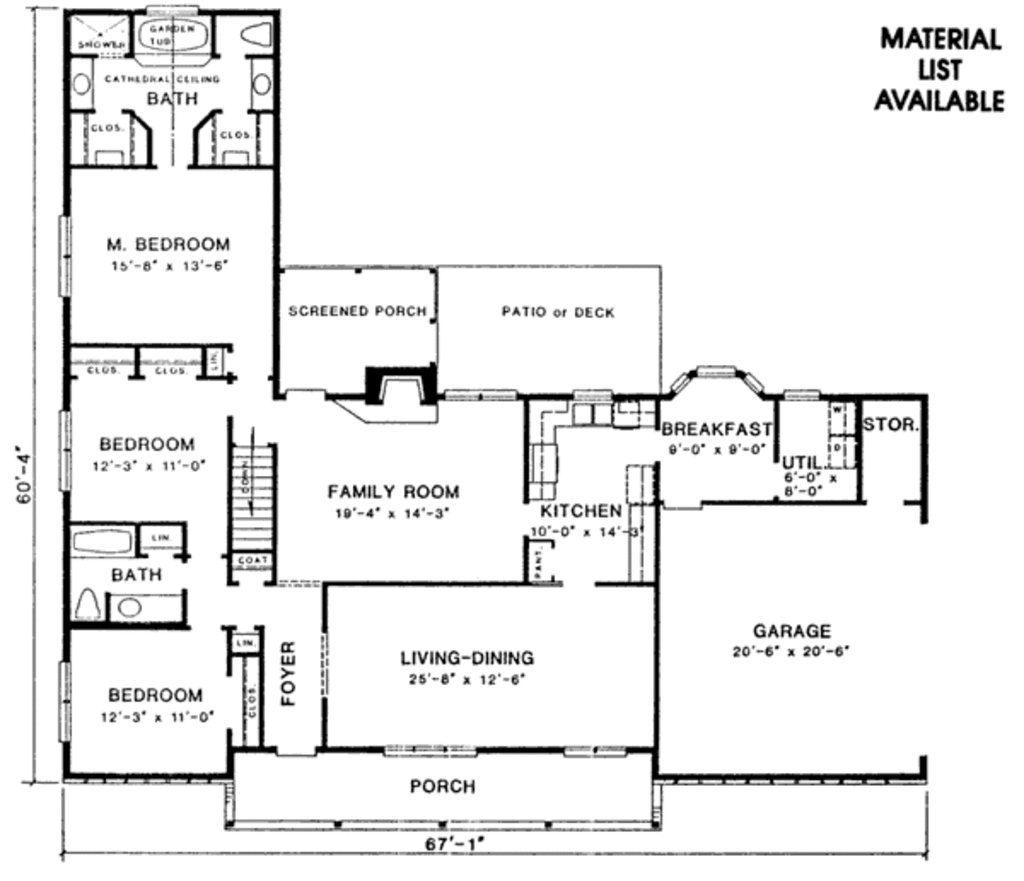 MATERIAL
LIST
AVAILABLE
GARDEN
TUB
SHOWER
CATHEDRAL CEILING
BATH
CLOS.
CLOS.
M. BEDROOM
15'-8" x 13'-6"
SCREENED PORCH
PATIO or DECK
CLOS.
CLOS.
LIN.
BEDROOM
12'-3" x 11'-0"
DOWN
FAMILY ROOM
19'-4" x 14'-3"
KITCHEN
10'-0" x 14'-3"
PANT.
BREAKFAST
9'-0" x 9'-0"
W
D
UTIL.
6'-0" x
8'-0"
STOR.
60'-4"
LIN.
BATH
COAT
LIN.
CLOS.
BEDROOM
12'-3" x 11'-0"
FOYER
LIVING-DINING
25'-8" x 12'-6"
GARAGE
20'-6" x 20'-6"
PORCH
67'-1"